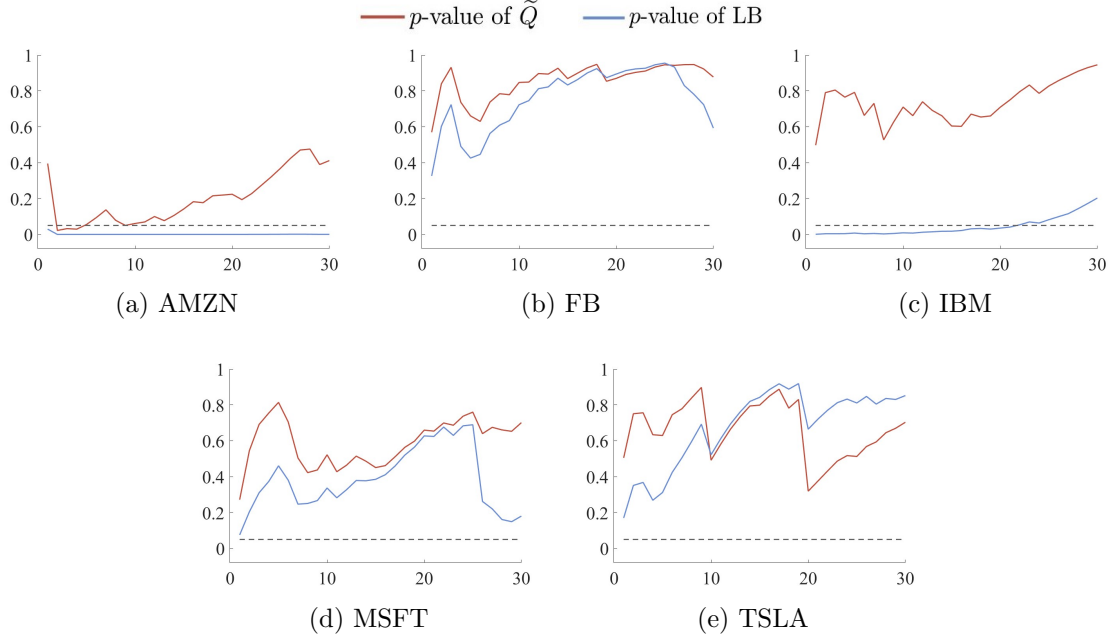 p-value of Q̃ p-value of LB
1 1 1
0.8 0.8 0.8
0.6 0.6 0.6
0.4 0.4 0.4
0.2 0.2 0.2
0 0 0
0 10 20 30 0 10 20 30 0 10 20 30
(a) AMZN (b) FB (c) IBM
1 1
0.8 0.8
0.6 0.6
0.4 0.4
0.2 0.2
0 0
0 10 20 30 0 10 20 30
(d) MSFT (e) TSLA